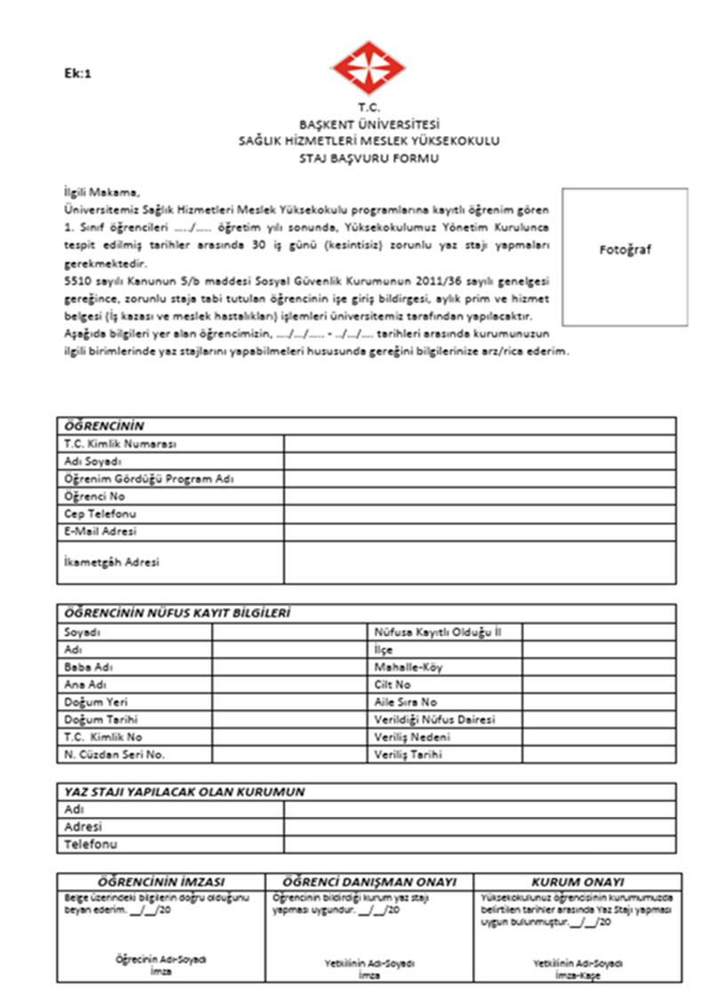 Ek:1
T.C.
BAŞKENT ÜNİVERSİTESİ
SAĞLIK HİZMETLERİ MESLEK YÜKSEKOKULU
STAJ BAŞVURU FORMU
İlgili Makama,
Üniversitemiz Sağlık Hizmetleri Meslek Yüksekokulu programlarına kayıtlı öğrenim gören
1. Sınıf öğrencileri ...../..... öğretim yılı sonunda, Yüksekokulumuz Yönetim Kurulunca
tespit edilmiş tarihler arasında 30 iş günü (kesintisiz) zorunlu yaz stajı yapmaları
gerekmektedir.
5510 sayılı Kanunun 5/b maddesi Sosyal Güvenlik Kurumunun 2011/36 sayılı genelgesi
gereğince, zorunlu staja tabi tutulan öğrencinin işe giriş bildirgesi, aylık prim ve hizmet
belgesi (İş kazası ve meslek hastalıkları) işlemleri üniversitemiz tarafından yapılacaktır.
Aşağıda bilgileri yer alan öğrencimizin, ..../.../..... - ../.../.... tarihleri arasında kurumunuzun
ilgili birimlerinde yaz stajlarını yapabilmeleri hususunda gereğini bilgilerinize arz/rica ederim.
Fotoğraf
ÖĞRENCİNİN
T.C. Kimlik Numarası
Adı Soyadı
Öğrenim Gördüğü Program Adı
Öğrenci No
Cep Telefonu
E-Mail Adresi
İkametgâh Adresi
ÖĞRENCİNİN NÜFUS KAYIT BİLGİLERİ
Soyadı Nüfusa Kayıtlı Olduğu İl
Adı İlçe
Baba Adı Mahalle-Köy
Ana Adı Cilt No
Doğum Yeri Aile Sıra No
Doğum Tarihi Verildiği Nüfus Dairesi
T.C. Kimlik No Veriliş Nedeni
N. Cüzdan Seri No. Veriliş Tarihi
YAZ STAJI YAPILACAK OLAN KURUMUN
Adı
Adresi
Telefonu
ÖĞRENCİNİN İMZASI
Belge üzerindeki bilgilerin doğru olduğunu
beyan ederim. __/__/20
Öğrecinin Adı-Soyadı
İmza
ÖĞRENCİ DANIŞMAN ONAYI
Öğrencinin bildirdiği kurum yaz stajı
yapması uygundur. __/__/20
Yetkilinin Adı-Soyadı
İmza
KURUM ONAYI
Yüksekokulunuz öğrencisinin kurumumuzda
belirtilen tarihler arasında Yaz Stajı yapması
uygun bulunmuştur.__/__/20
Yetkilinin Adı-Soyadı
İmza-Kaşe